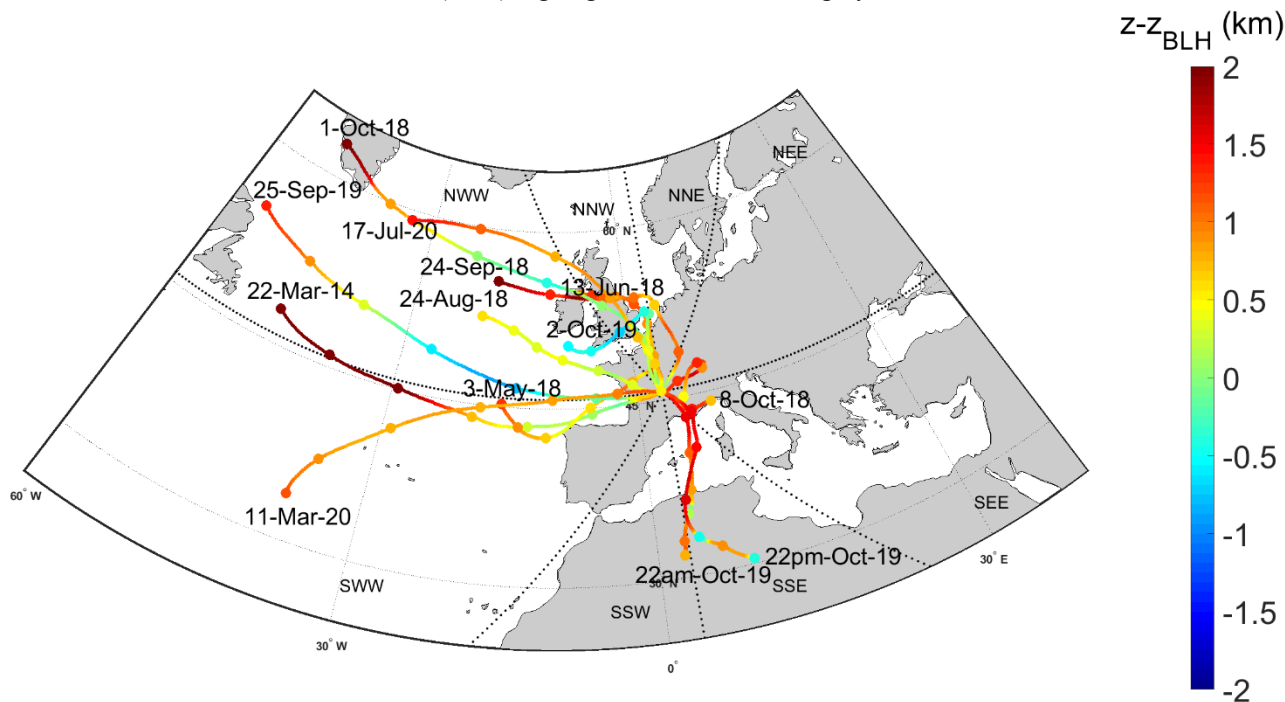 z-z_BLH (km)
2
1.5
1
0.5
0
-0.5
-1
-1.5
-2
1-Oct-18
25-Sep-19
NWW
NNW
NNE
NEE
17-Jul-20
60° N
24-Sep-18
13-Jun-18
22-Mar-14
24-Aug-18
2-Oct-19
3-May-18
45 N
8-Oct-18
60° W
11-Mar-20
SEE
22pm-Oct-19
30° E
22am-Oct-19
30 N
SSE
SWW
SSW
30° W
0°